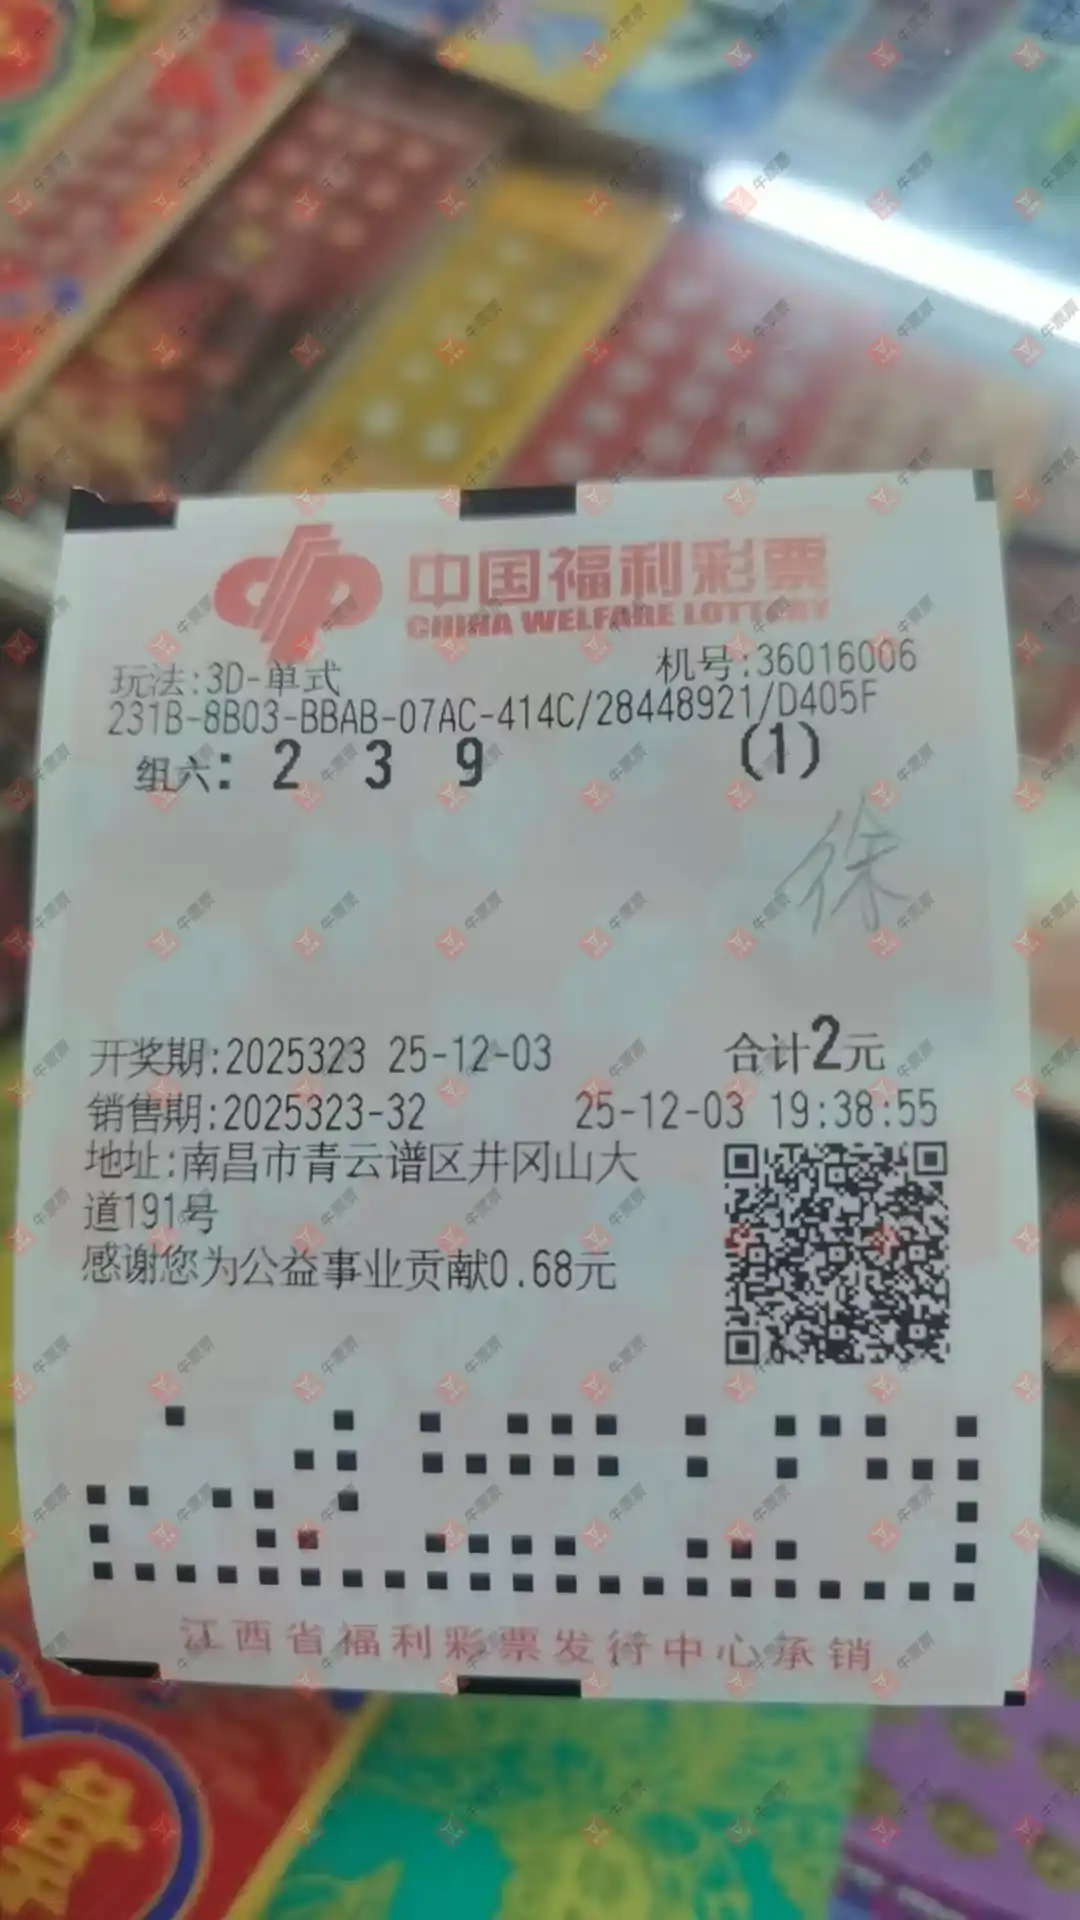 中国福利彩票
CHINA WELFARE LOTTERY
玩法:3D-单式 机号:36016006
231B-8B03-BBAB-07AC-414C/28448921/D405F
组六: 2 3 9 (1)
徐
开奖期:2025323 25-12-03 合计2元
销售期:2025323-32 25-12-03 19:38:55
地址:南昌市青云谱区井冈山大
道191号
感谢您为公益事业贡献0.68元
江西省福利彩票发行中心承销